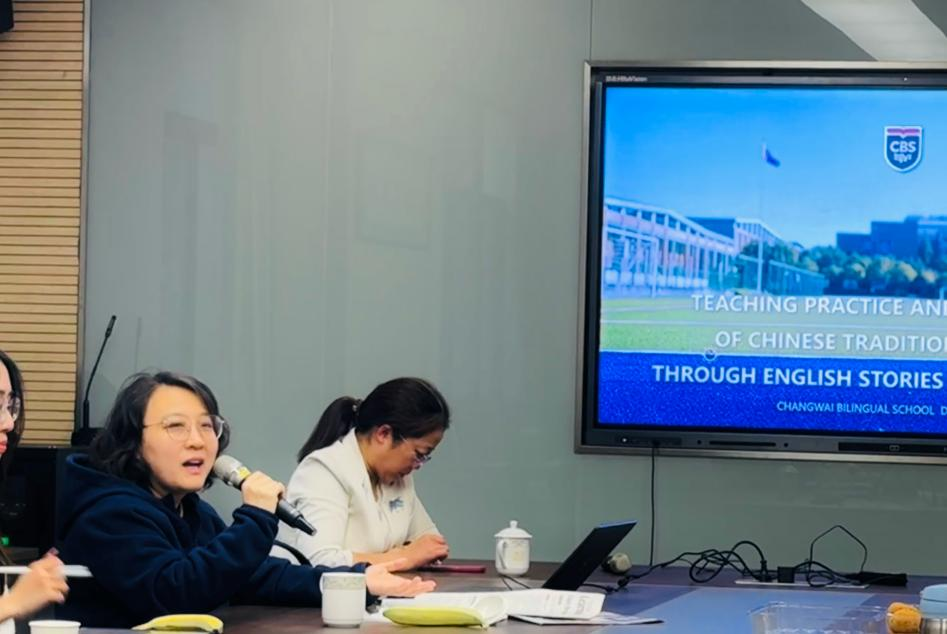 CBS
TEACHING PRACTICE AN
OF CHINESE TRADITIO
THROUGH ENGLISH STORIES
CHANGWAI BILINGUAL SCHOOL D